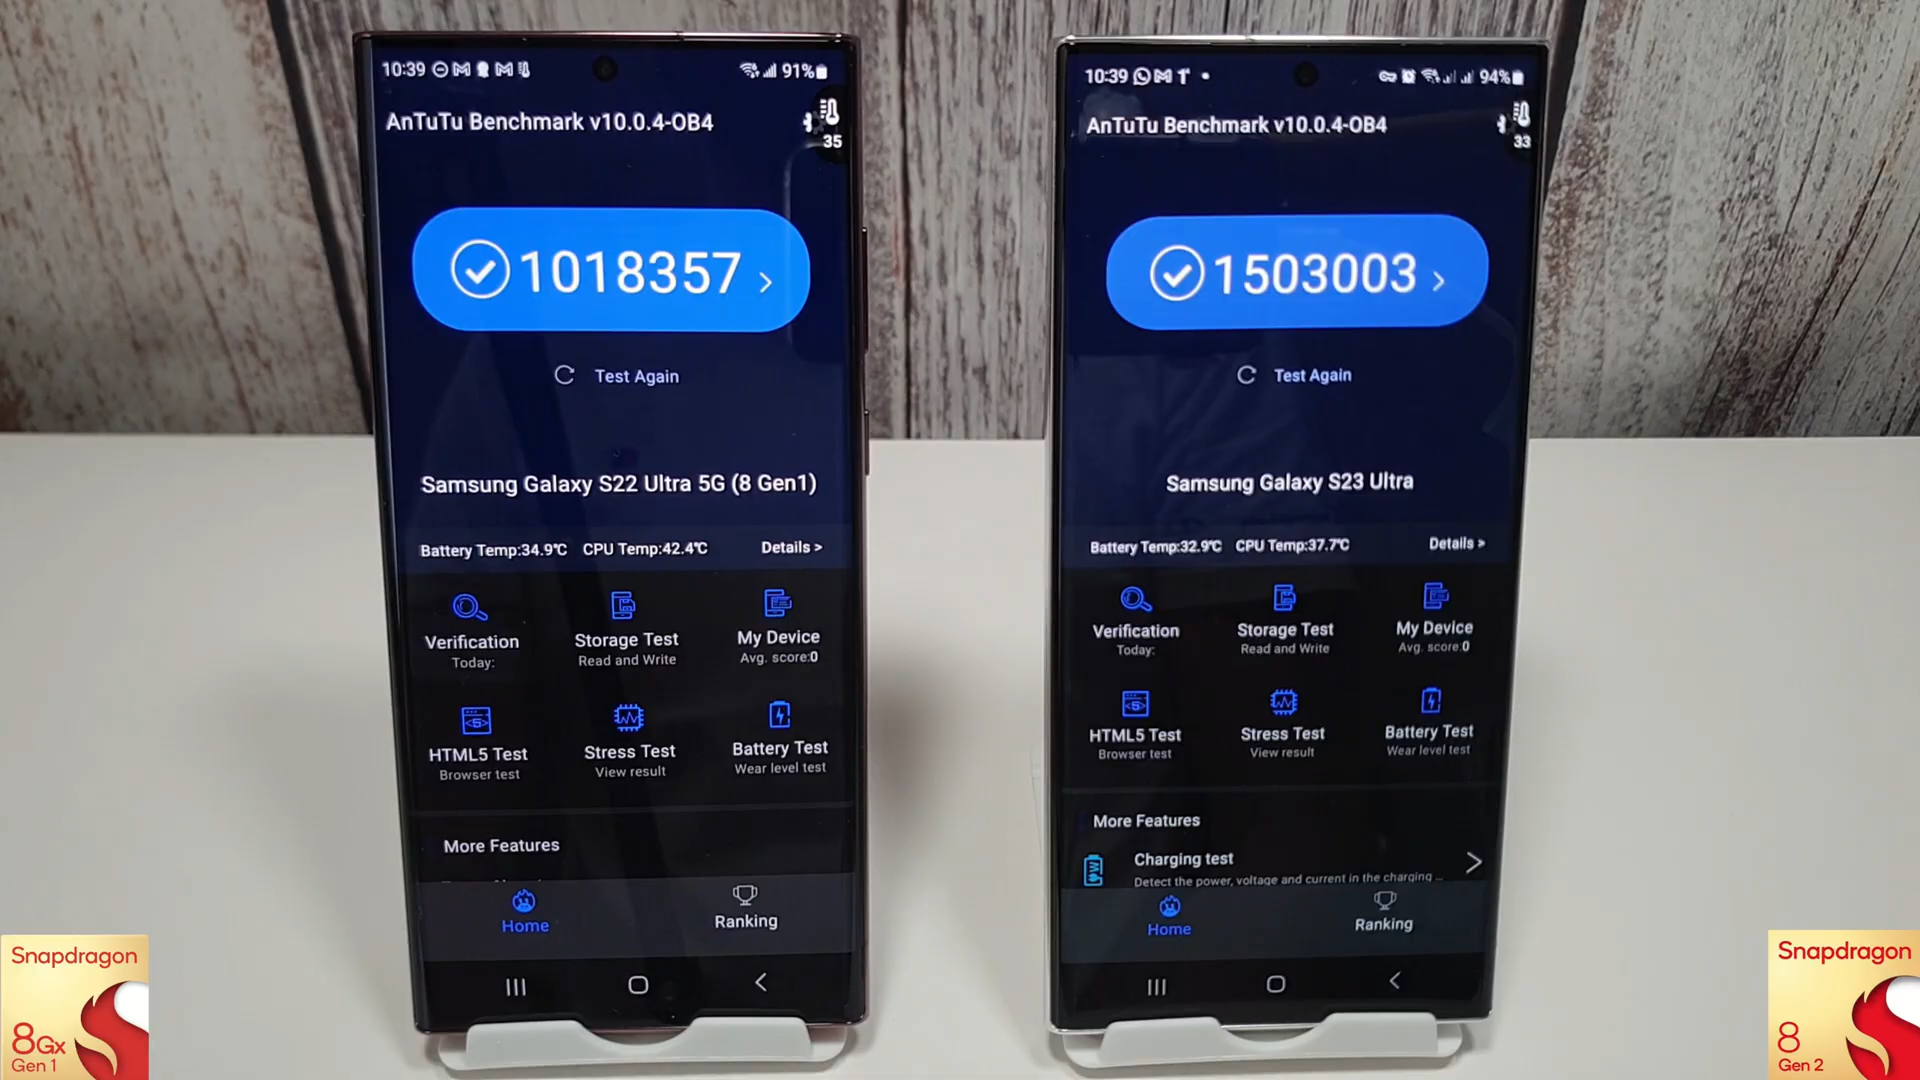 10:39
91%
AnTuTu Benchmark v10.0.4-OB4
35
1018357 >
Test Again
Samsung Galaxy S22 Ultra 5G (8 Gen1)
Battery Temp:34.9℃ CPU Temp:42.4℃ Details >
Verification
Today:
Storage Test
Read and Write
My Device
Avg. score:0
HTML5 Test
Browser test
Stress Test
View result
Battery Test
Wear level test
More Features
Home
Ranking
10:39
94%
AnTuTu Benchmark v10.0.4-OB4
33
1503003 >
Test Again
Samsung Galaxy S23 Ultra
Battery Temp:32.9℃ CPU Temp:37.7℃ Details >
Verification
Today:
Storage Test
Read and Write
My Device
Avg. score:0
HTML5 Test
Browser test
Stress Test
View result
Battery Test
Wear level test
More Features
Charging test
Detect the power, voltage and current in the charging ...
Home
Ranking
Snapdragon
8Gx
Gen 1
Snapdragon
8
Gen 2